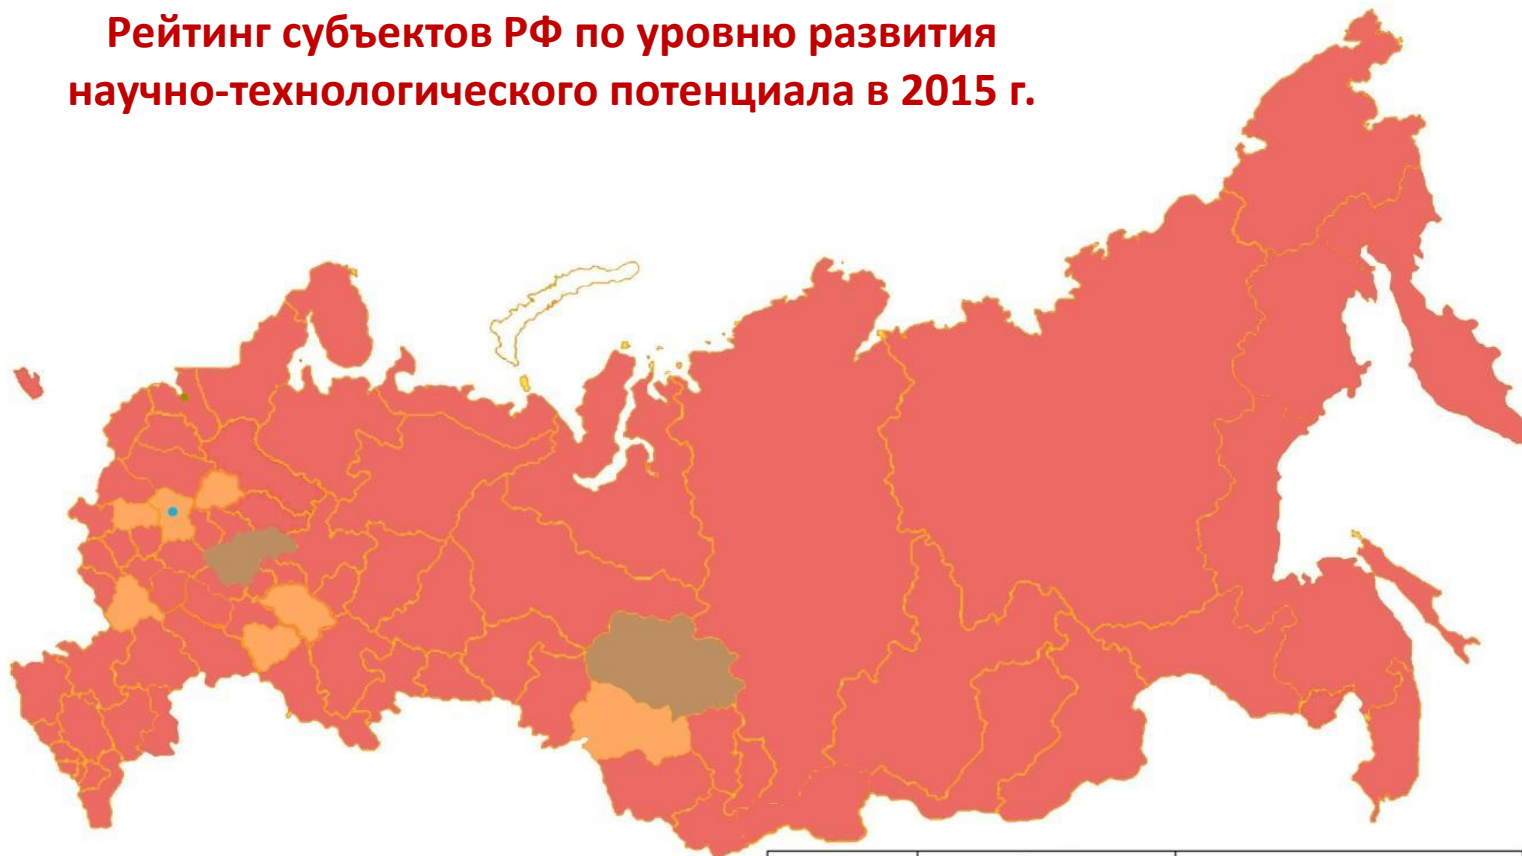 Рейтинг субъектов РФ по уровню развития
научно-технологического потенциала в 2015 г.